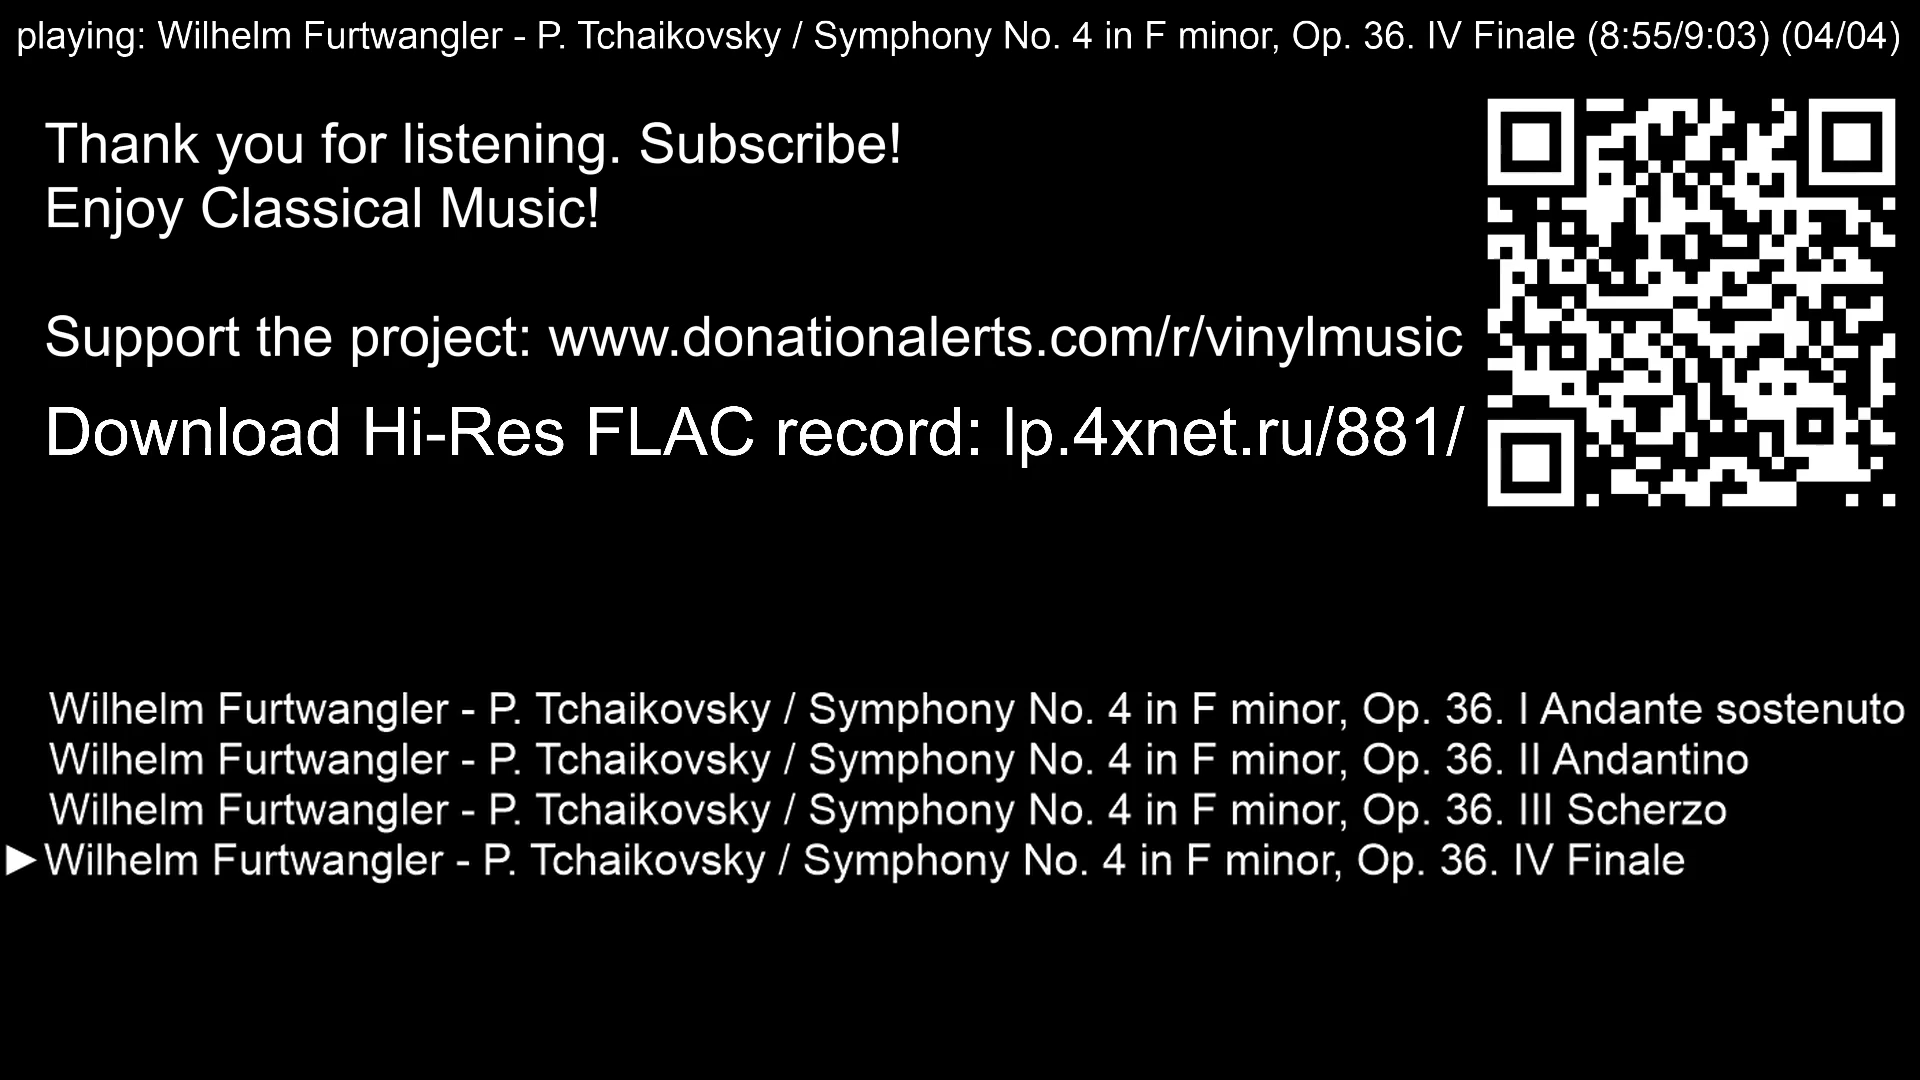 playing: Wilhelm Furtwangler - P. Tchaikovsky / Symphony No. 4 in F minor, Op. 36. IV Finale (8:55/9:03) (04/04)
Thank you for listening. Subscribe!
Enjoy Classical Music!
Support the project: www.donationalerts.com/r/vinylmusic
Download Hi-Res FLAC record: lp.4xnet.ru/881/
Wilhelm Furtwangler - P. Tchaikovsky / Symphony No. 4 in F minor, Op. 36. I Andante sostenuto
Wilhelm Furtwangler - P. Tchaikovsky / Symphony No. 4 in F minor, Op. 36. II Andantino
Wilhelm Furtwangler - P. Tchaikovsky / Symphony No. 4 in F minor, Op. 36. III Scherzo
►Wilhelm Furtwangler - P. Tchaikovsky / Symphony No. 4 in F minor, Op. 36. IV Finale